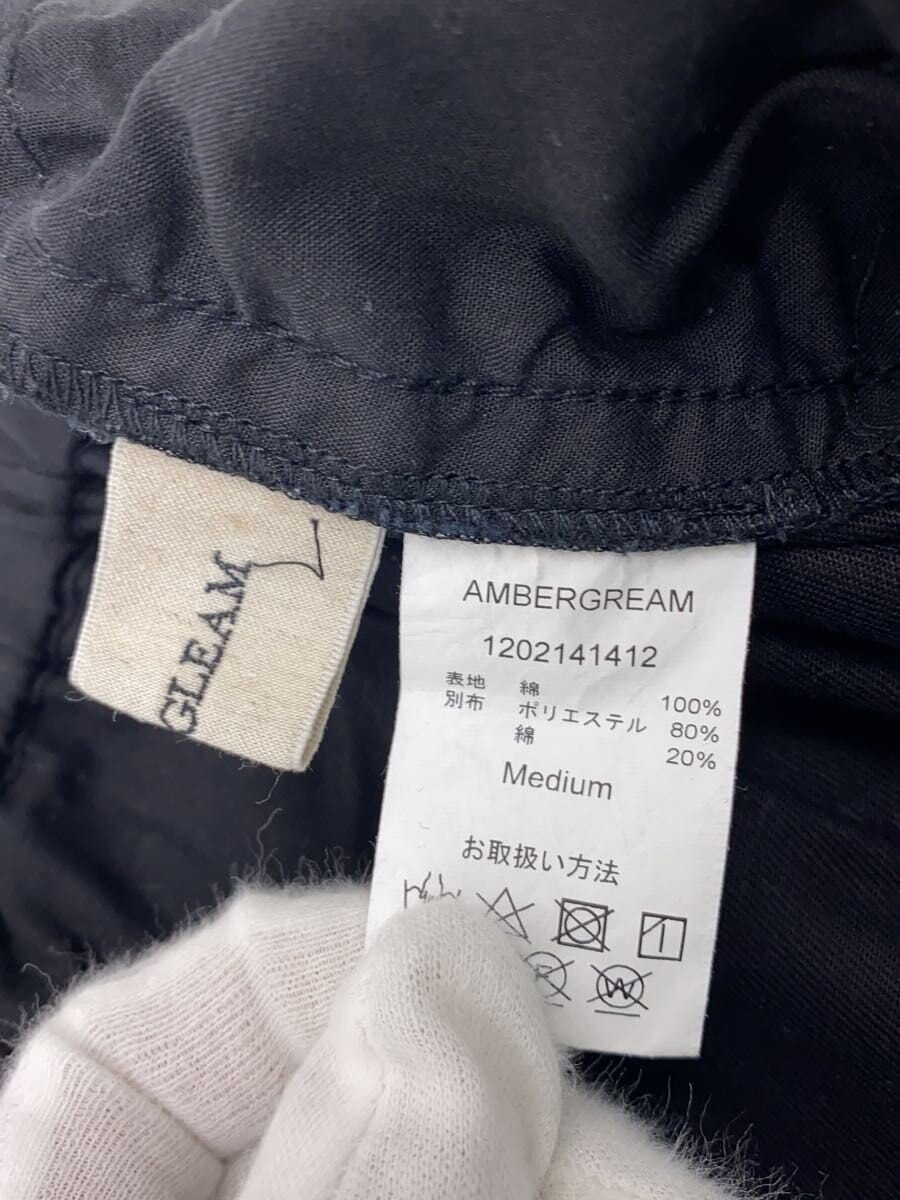 GLEAM
AMBERGREAM
1202141412
表地 綿 100%
別布 ポリエステル 80%
綿 20%
Medium
お取扱い方法
W